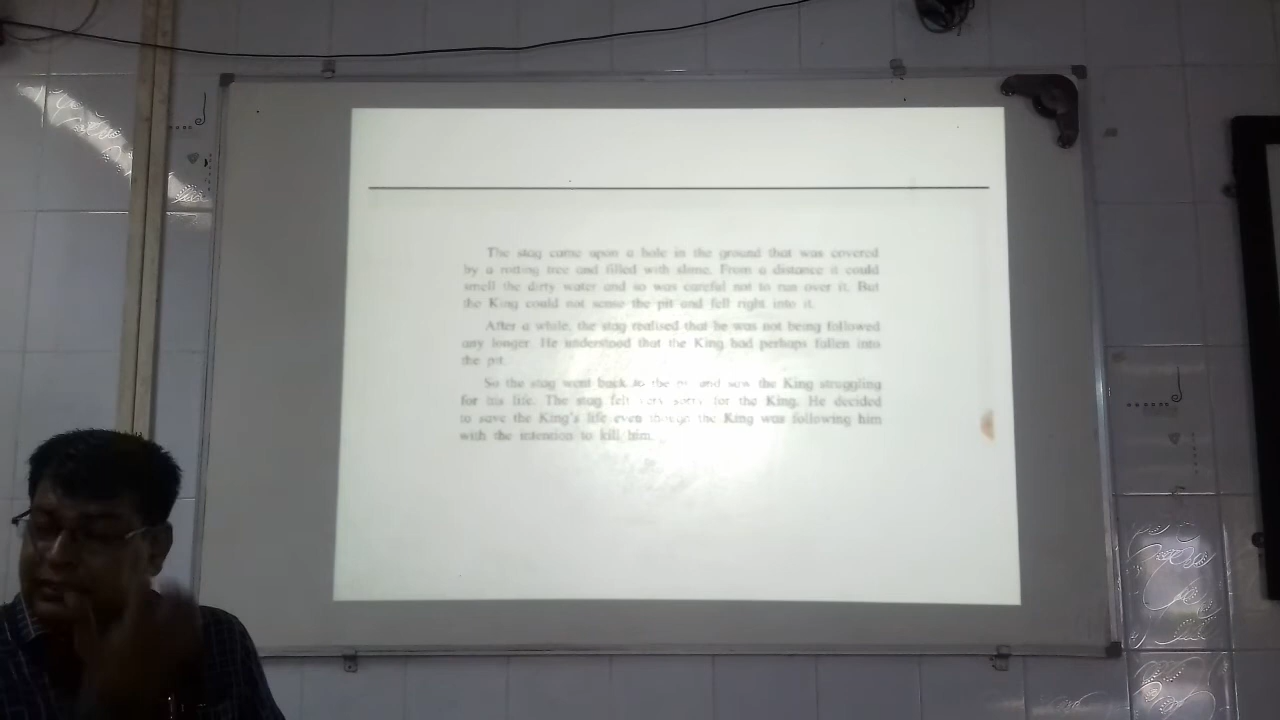 The stag came upon a hole in the ground that was covered
by a rotting tree and filled with slime. From a distance it could
smell the dirty water and so was careful not to run over it. But
the King could not sense the pit and fell right into it.
After a while, the stag realised that he was not being followed
any longer. He understood that the King had perhaps fallen into
the pit.
So the stag went back to the pit and saw the King struggling
for his life. The stag felt very sorry for the King. He decided
to save the King's life even though the King was following him
with the intention to kill him.